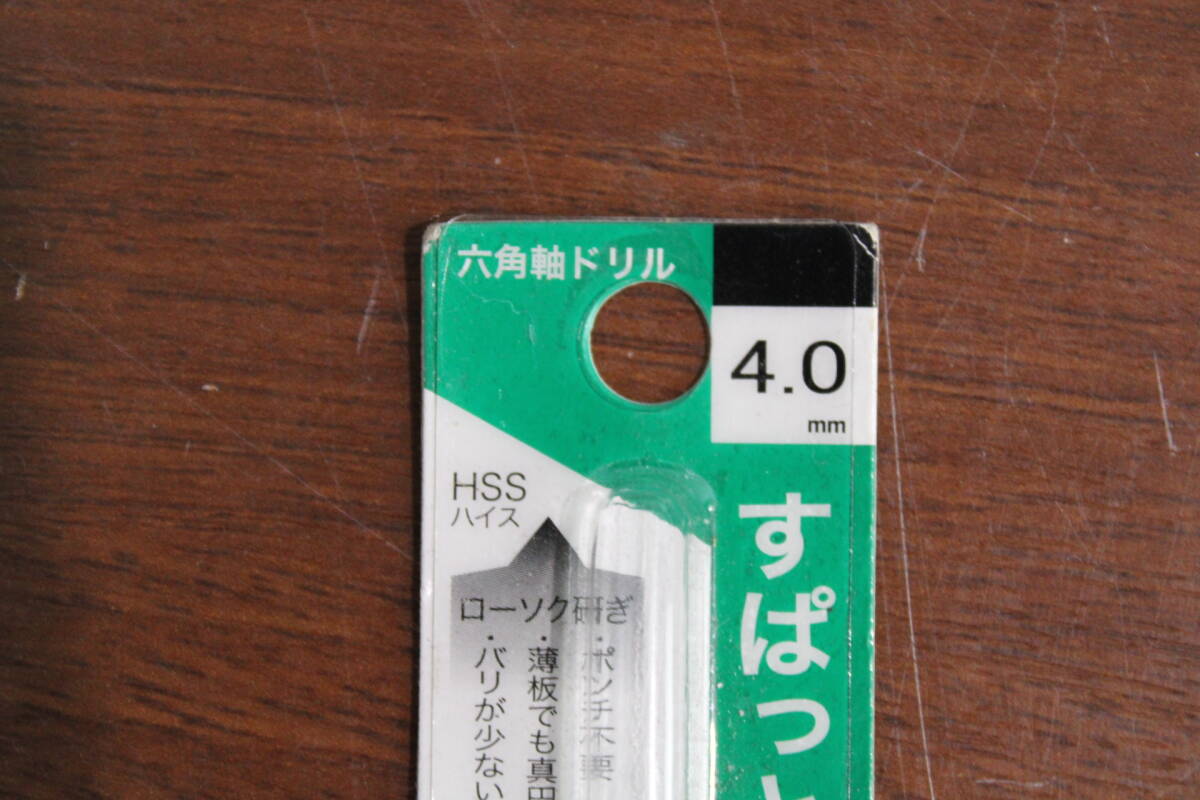 六角軸ドリル
4.0
mm
HSS
ハイス
ローソク研ぎ
・ポンチ不要
・薄板でも真円
・バリが少ない
すぱっ